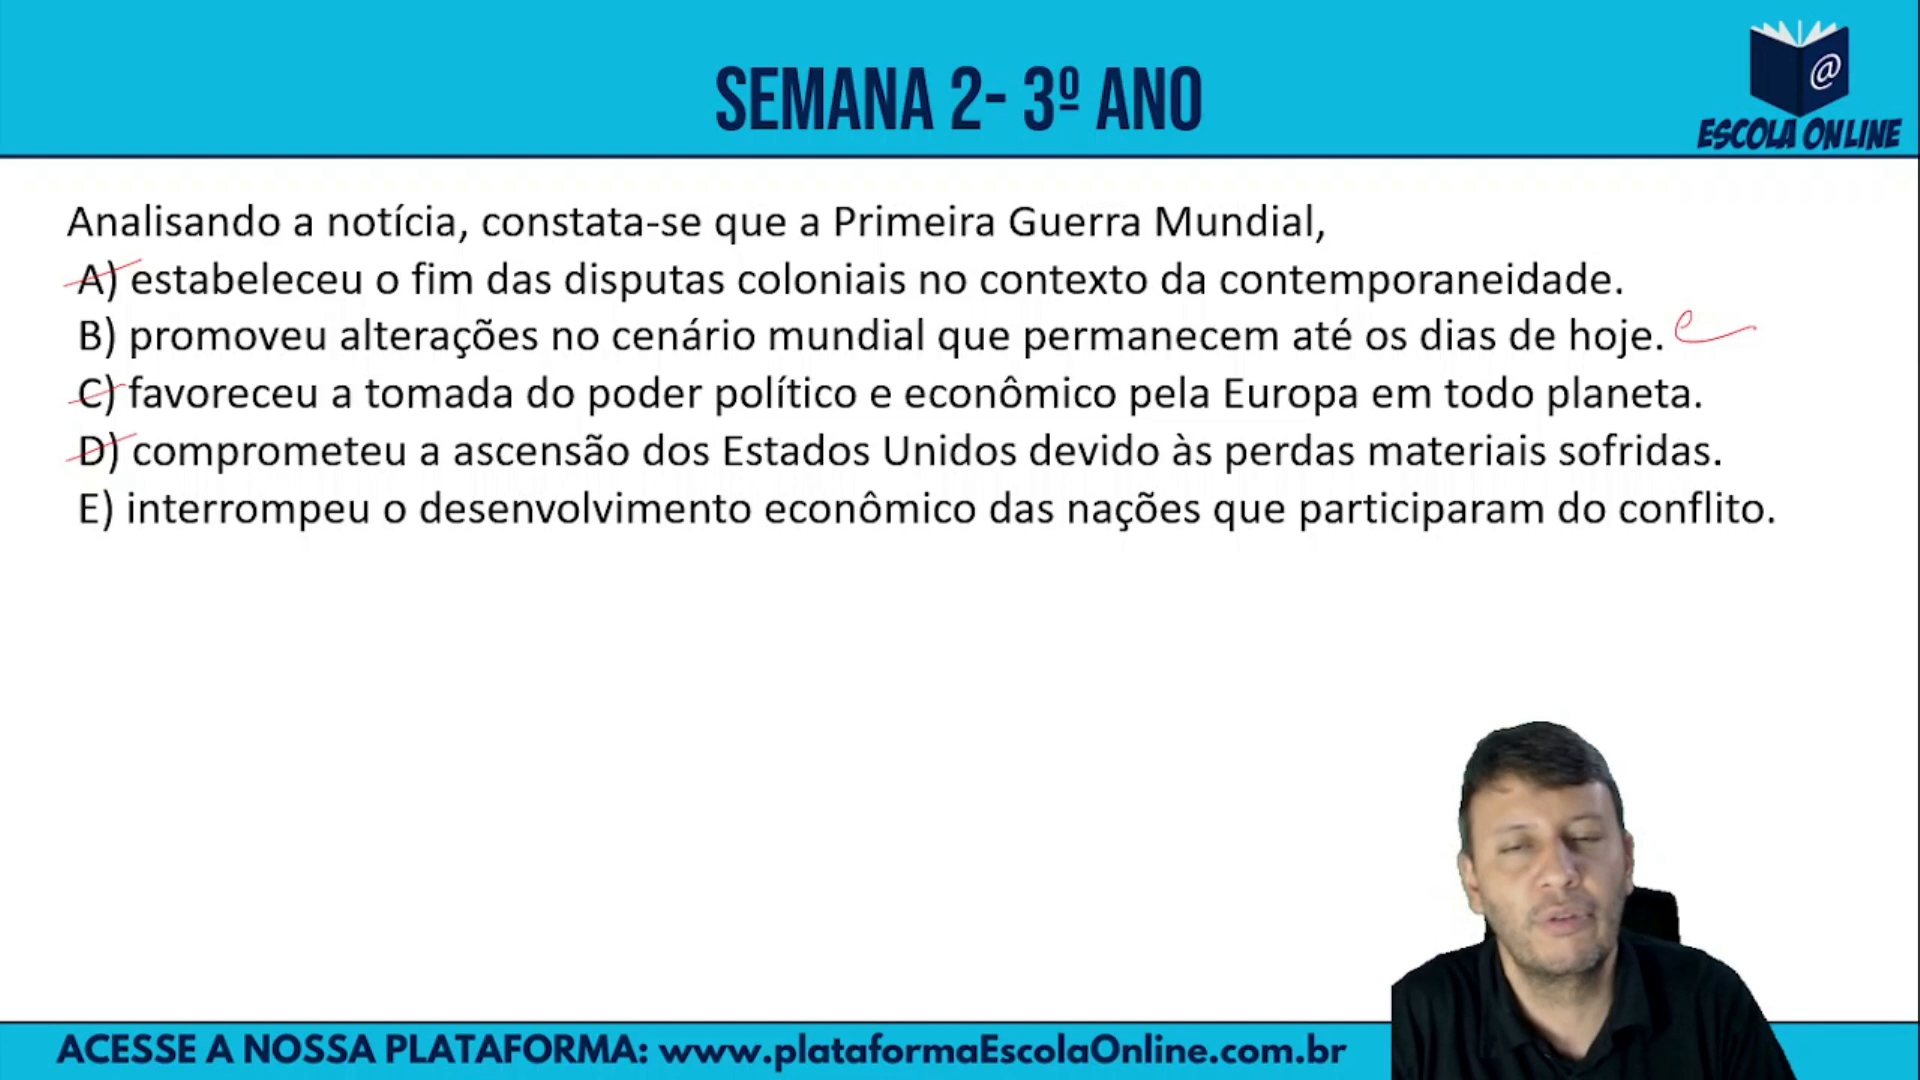 SEMANA 2- 3º ANO
@
ESCOLA ONLINE
Analisando a notícia, constata-se que a Primeira Guerra Mundial,
A) estabeleceu o fim das disputas coloniais no contexto da contemporaneidade.
B) promoveu alterações no cenário mundial que permanecem até os dias de hoje.
C) favoreceu a tomada do poder político e econômico pela Europa em todo planeta.
D) comprometeu a ascensão dos Estados Unidos devido às perdas materiais sofridas.
E) interrompeu o desenvolvimento econômico das nações que participaram do conflito.
ACESSE A NOSSA PLATAFORMA: www.plataformaEscolaOnline.com.br